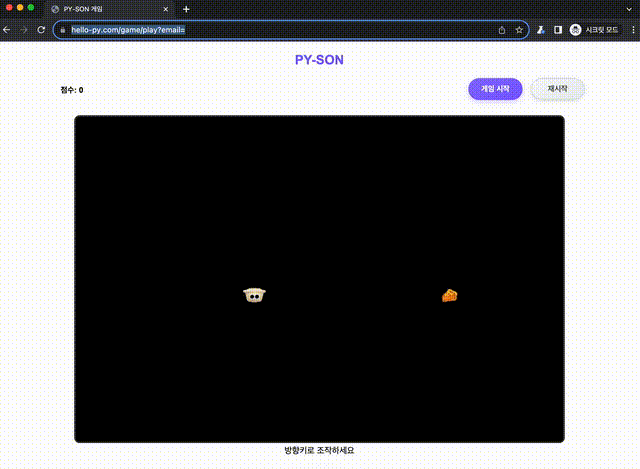 PY-SON 게임
hello-py.com/game/play?email=
시크릿 모드
PY-SON
점수: 0
게임 시작
재시작
방향키로 조작하세요